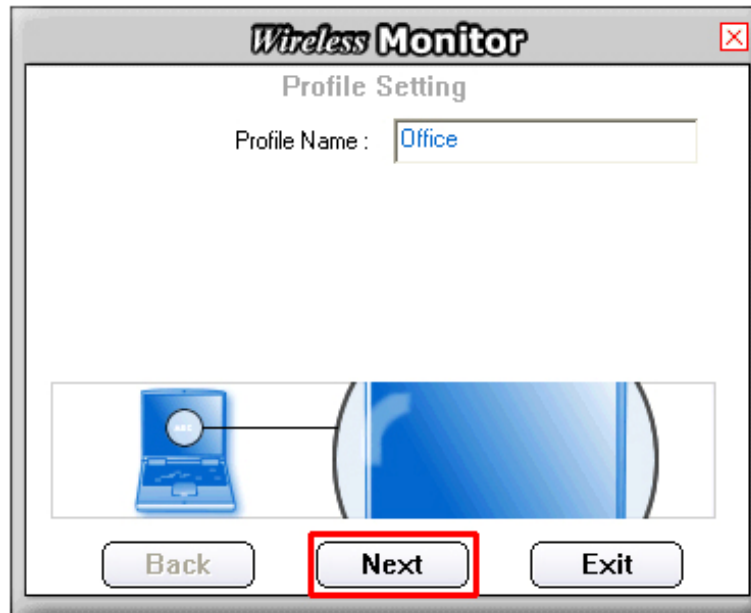 Wireless Monitor
Profile Setting
Profile Name : Office
Back Next Exit